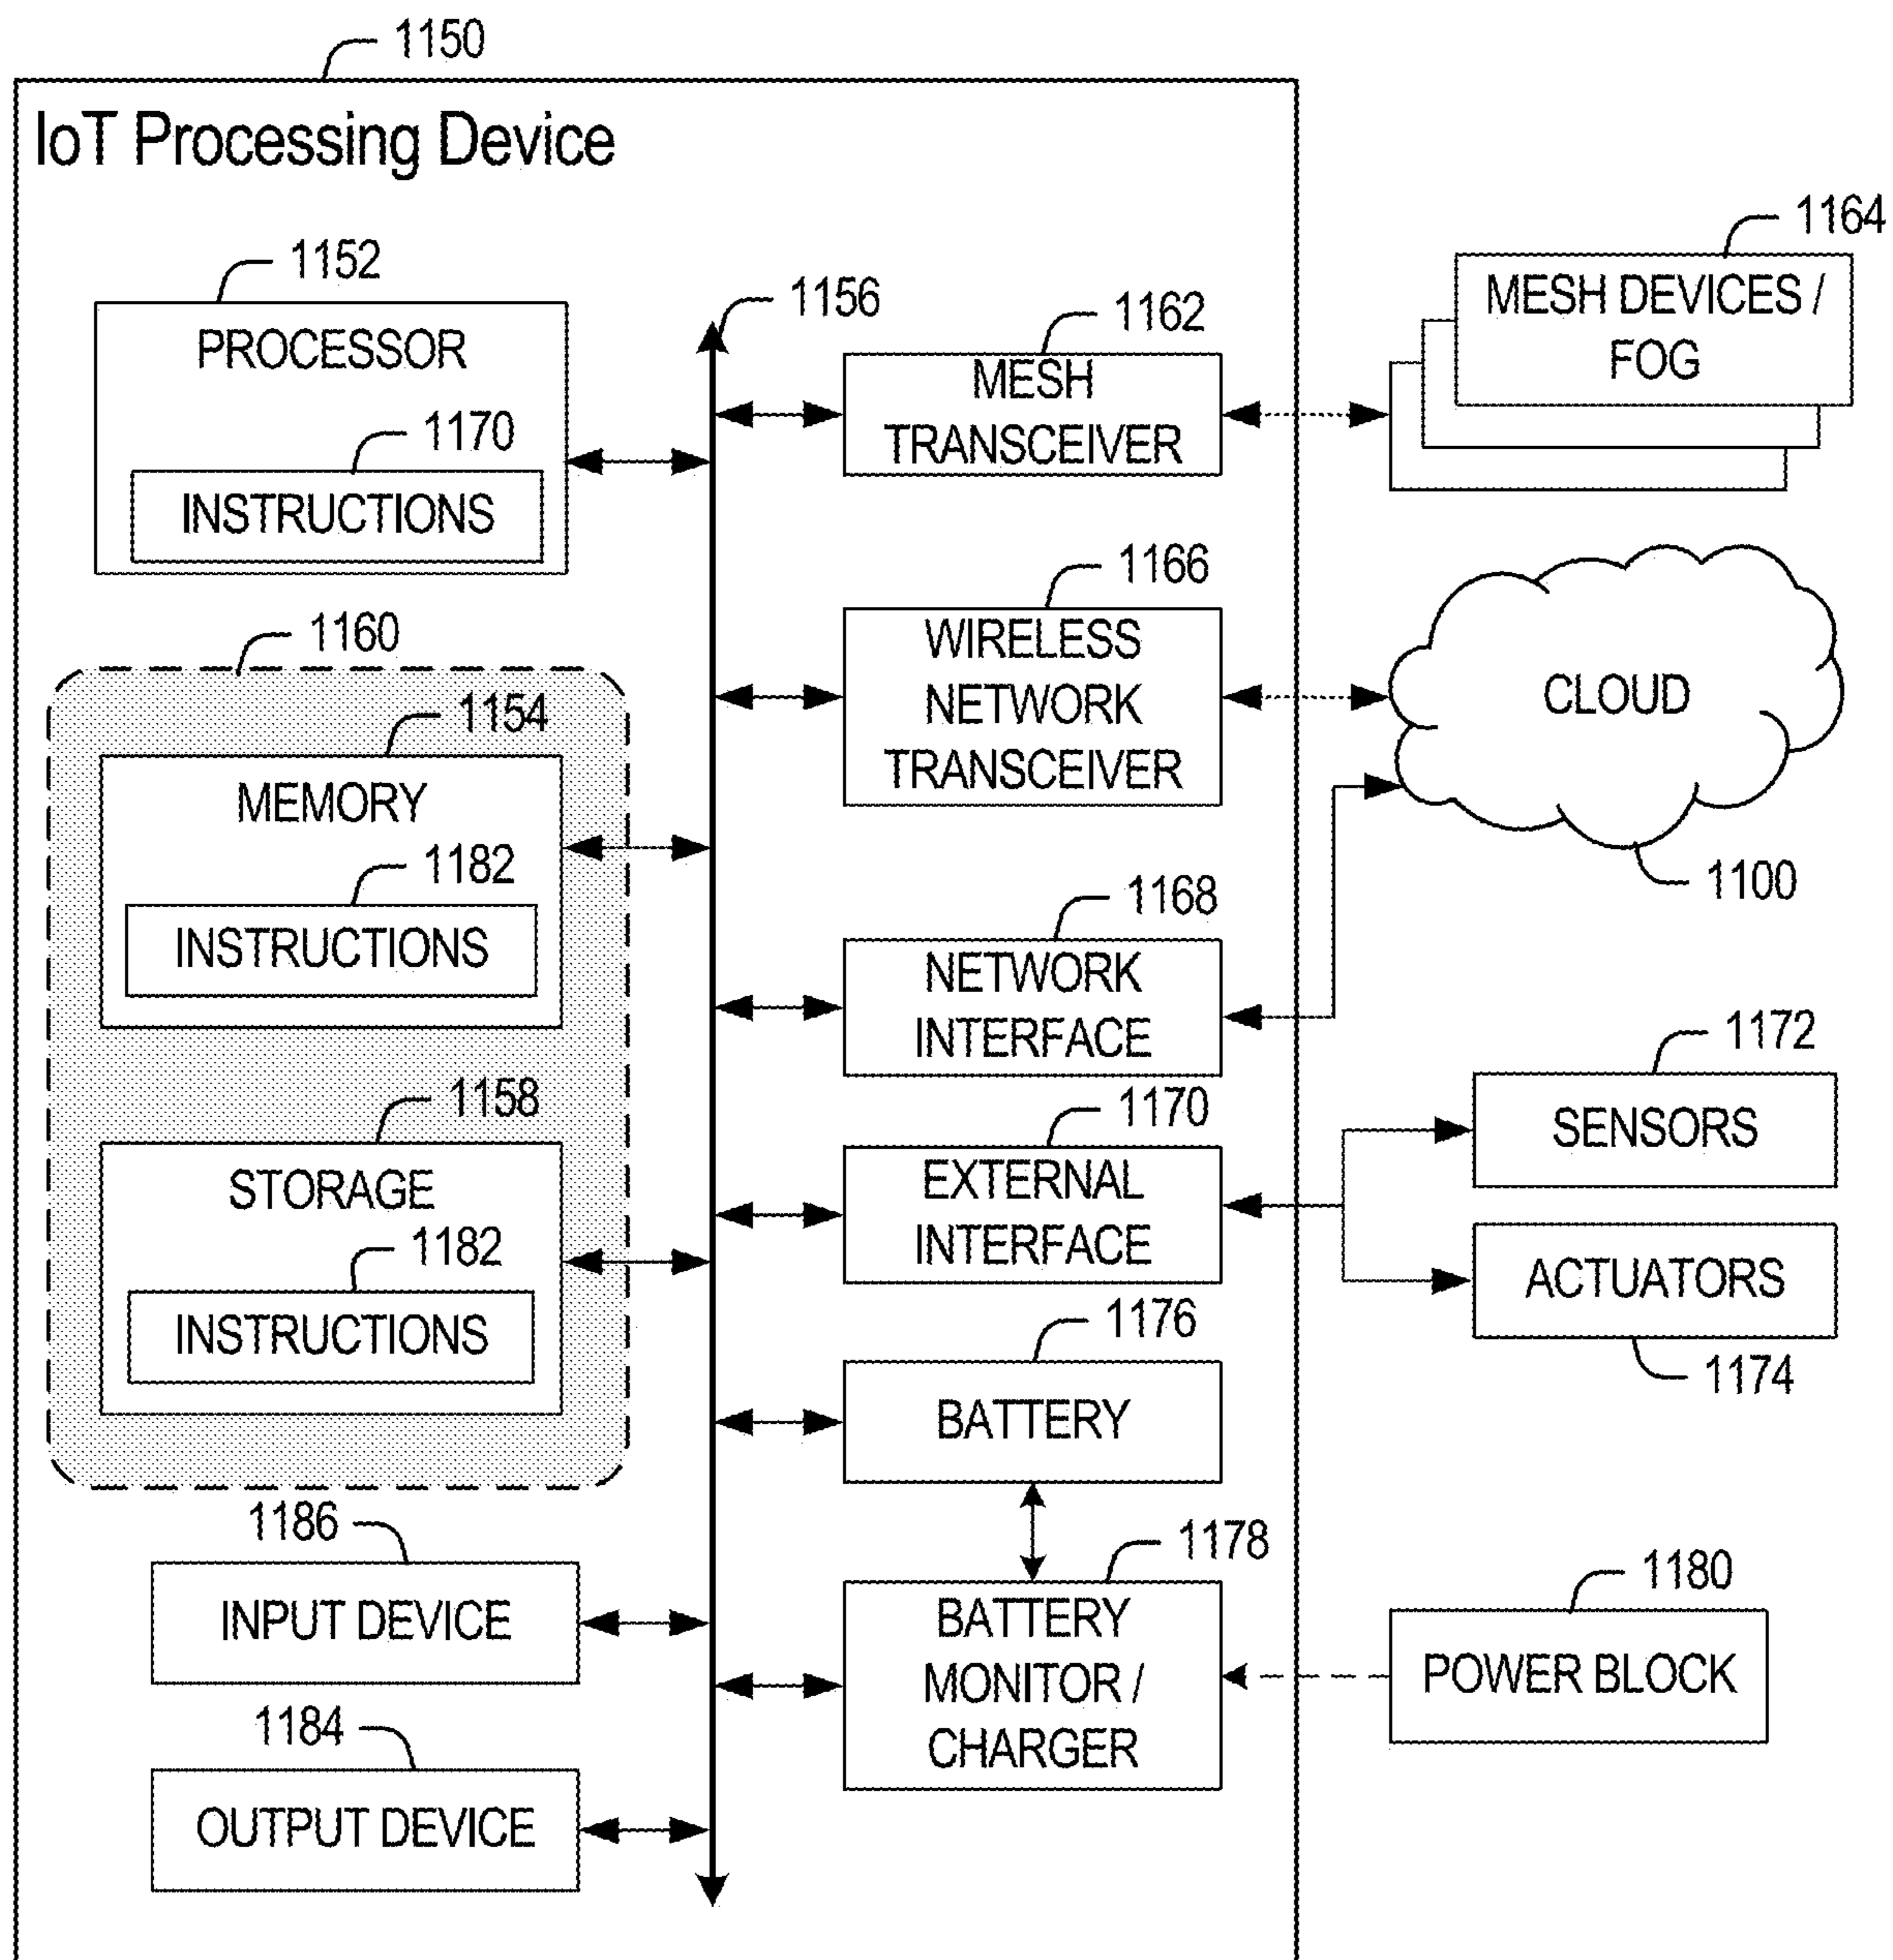 1150
IoT Processing Device
1152
PROCESSOR
1170
INSTRUCTIONS
1160
1154
MEMORY
1182
INSTRUCTIONS
1158
STORAGE
1182
INSTRUCTIONS
1186
INPUT DEVICE
1184
OUTPUT DEVICE
1156
1162
MESH
TRANSCEIVER
1166
WIRELESS
NETWORK
TRANSCEIVER
1168
NETWORK
INTERFACE
1170
EXTERNAL
INTERFACE
1176
BATTERY
1178
BATTERY
MONITOR /
CHARGER
1164
MESH DEVICES /
FOG
CLOUD
1100
1172
SENSORS
ACTUATORS
1174
1180
POWER BLOCK